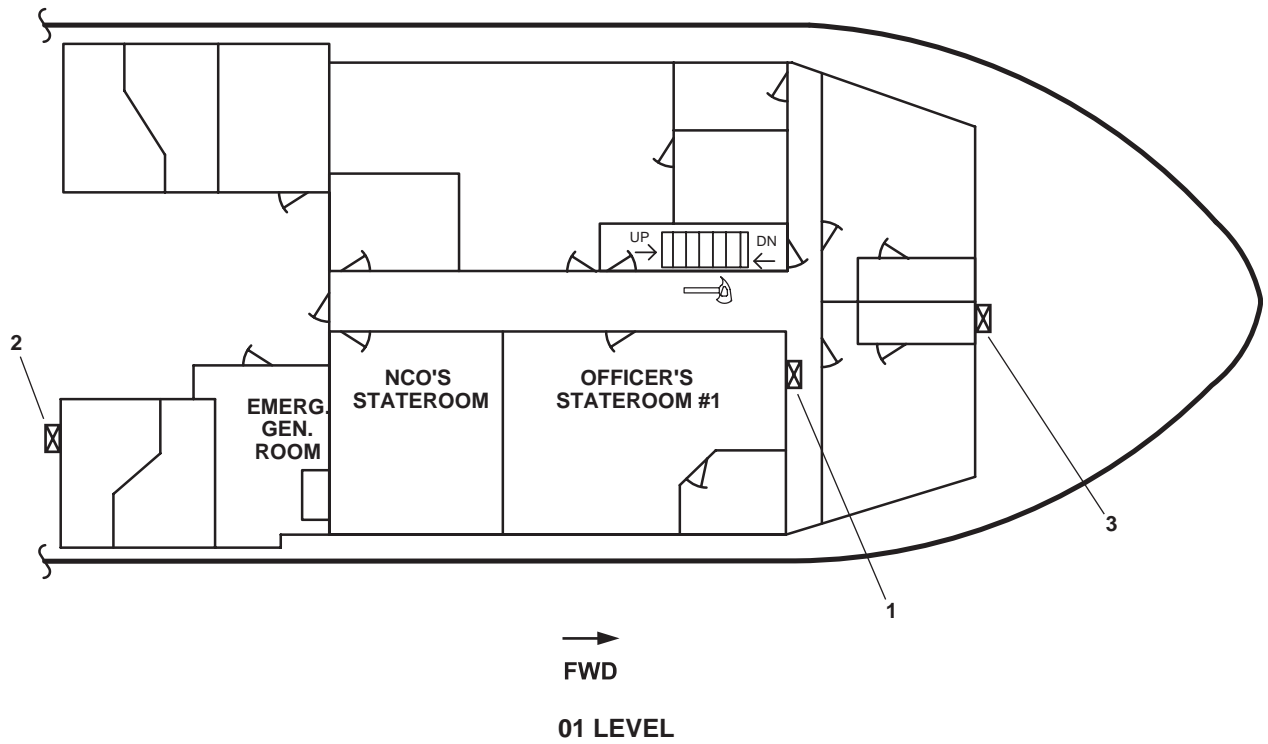 UP
DN
2
NCO'S
STATEROOM
OFFICER'S
STATEROOM #1
EMERG.
GEN.
ROOM
3
1
FWD
01 LEVEL